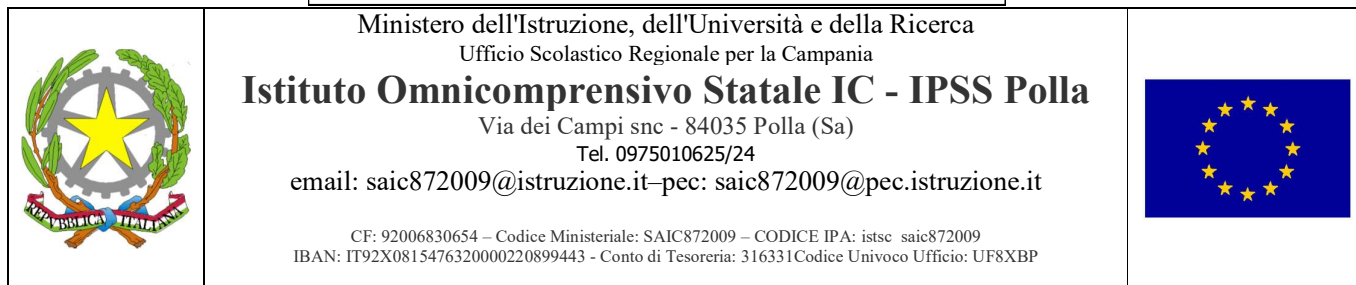 Ministero dell'Istruzione, dell'Università e della Ricerca
Ufficio Scolastico Regionale per la Campania
Istituto Omnicomprensivo Statale IC - IPSS Polla
Via dei Campi snc - 84035 Polla (Sa)
Tel. 0975010625/24
email: saic872009@istruzione.it–pec: saic872009@pec.istruzione.it
CF: 92006830654 – Codice Ministeriale: SAIC872009 – CODICE IPA: istsc saic872009
IBAN: IT92X0815476320000220899443 - Conto di Tesoreria: 316331Codice Univoco Ufficio: UF8XBP
REPVBBLICA ITALIANA